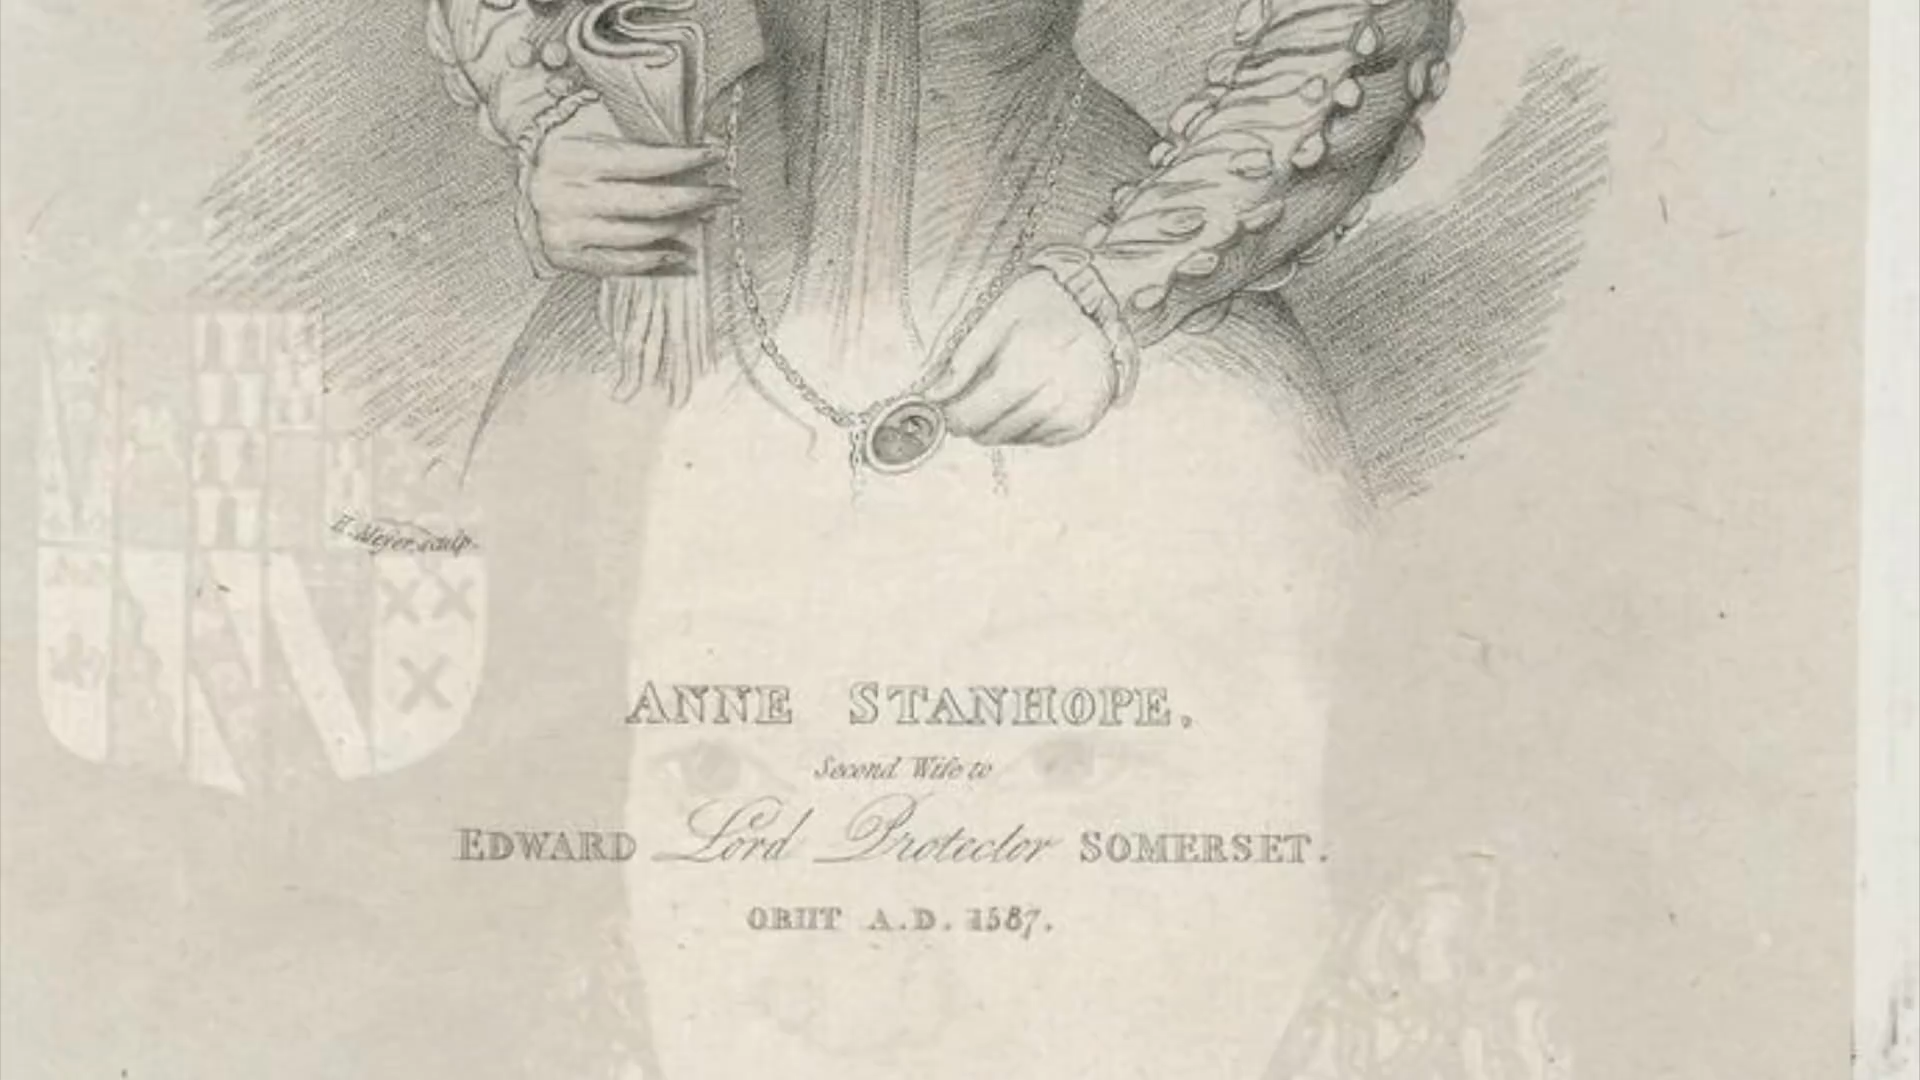 H. Meyer sculp.
ANNE STANHOPE,
Second Wife to
EDWARD Lord Protector SOMERSET.
OBIIT A.D. 1587.